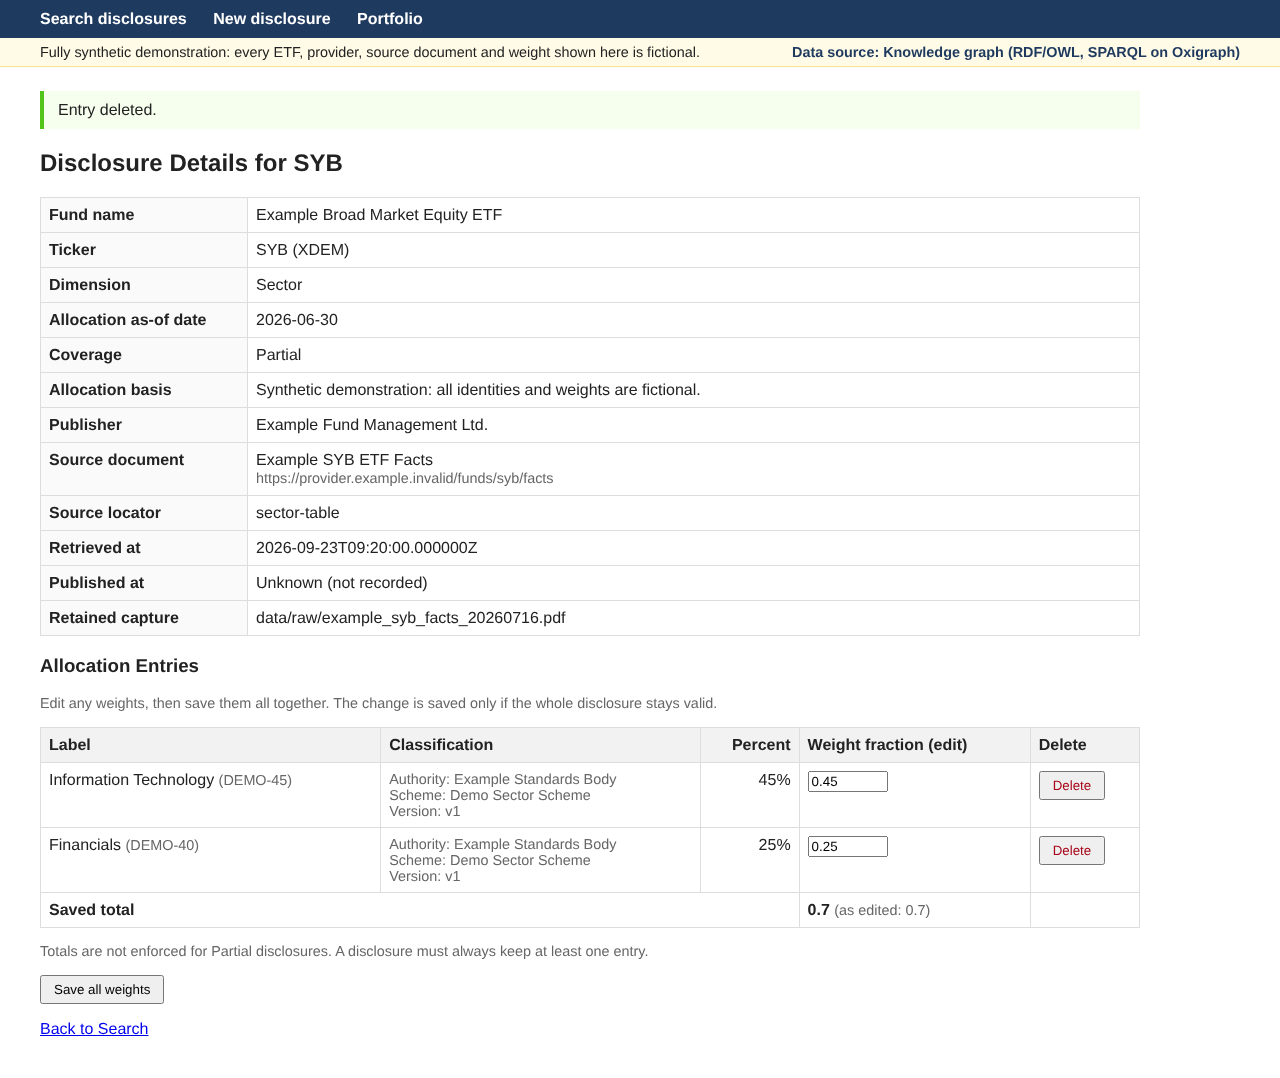 Search disclosures New disclosure Portfolio
Fully synthetic demonstration: every ETF, provider, source document and weight shown here is fictional. Data source: Knowledge graph (RDF/OWL, SPARQL on Oxigraph)
Entry deleted.
Disclosure Details for SYB
Fund name Example Broad Market Equity ETF
Ticker SYB (XDEM)
Dimension Sector
Allocation as-of date 2026-06-30
Coverage Partial
Allocation basis Synthetic demonstration: all identities and weights are fictional.
Publisher Example Fund Management Ltd.
Source document Example SYB ETF Facts
https://provider.example.invalid/funds/syb/facts
Source locator sector-table
Retrieved at 2026-09-23T09:20:00.000000Z
Published at Unknown (not recorded)
Retained capture data/raw/example_syb_facts_20260716.pdf
Allocation Entries
Edit any weights, then save them all together. The change is saved only if the whole disclosure stays valid.
Label Classification Percent Weight fraction (edit) Delete
Information Technology (DEMO-45) Authority: Example Standards Body 45% 0.45 Delete
Scheme: Demo Sector Scheme
Version: v1
Financials (DEMO-40) Authority: Example Standards Body 25% 0.25 Delete
Scheme: Demo Sector Scheme
Version: v1
Saved total 0.7 (as edited: 0.7)
Totals are not enforced for Partial disclosures. A disclosure must always keep at least one entry.
Save all weights
Back to Search